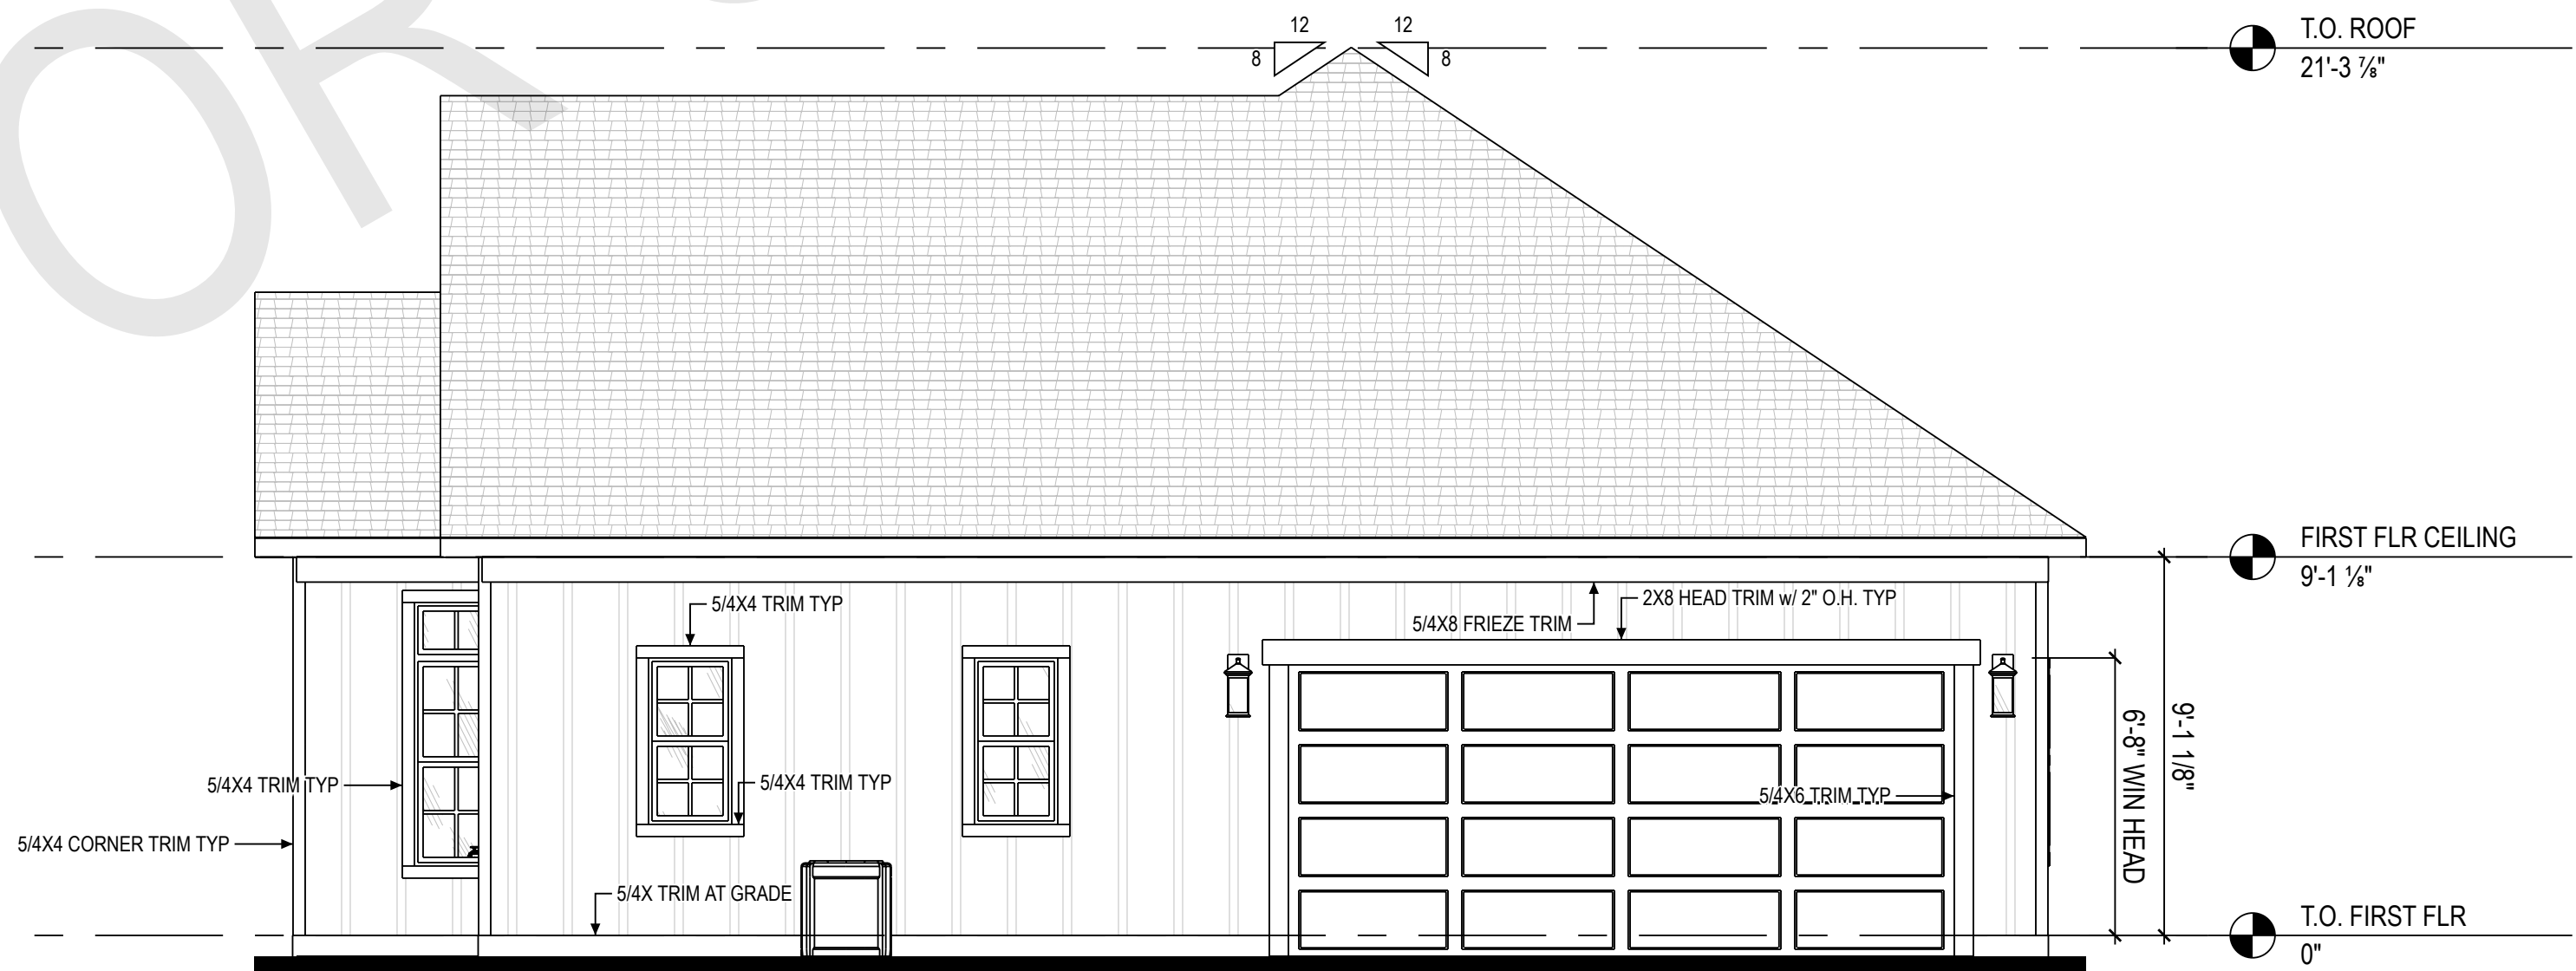 OR
12
12
8
8
T.O. ROOF
21'-3 ⅞"
FIRST FLR CEILING
9'-1 ⅛"
5/4X4 TRIM TYP
2X8 HEAD TRIM w/ 2" O.H. TYP
5/4X8 FRIEZE TRIM
5/4X4 TRIM TYP
5/4X4 TRIM TYP
5/4X6 TRIM TYP
5/4X4 CORNER TRIM TYP
5/4X TRIM AT GRADE
6'-8" WIN HEAD
9'-1 1/8"
T.O. FIRST FLR
0"